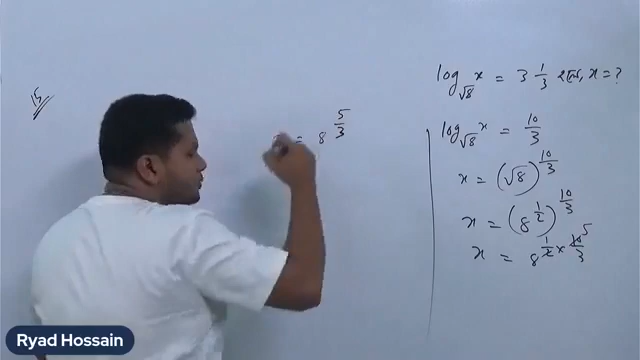 log_√8 x = 3 1/3 হলে, x = ?
log_√8 x = 10/3
x = (√8)^(10/3)
x = (8^(1/2))^(10/3)
x = 8^(1/2 × 10/3) 5
= 8^(5/3)
Ryad Hossain